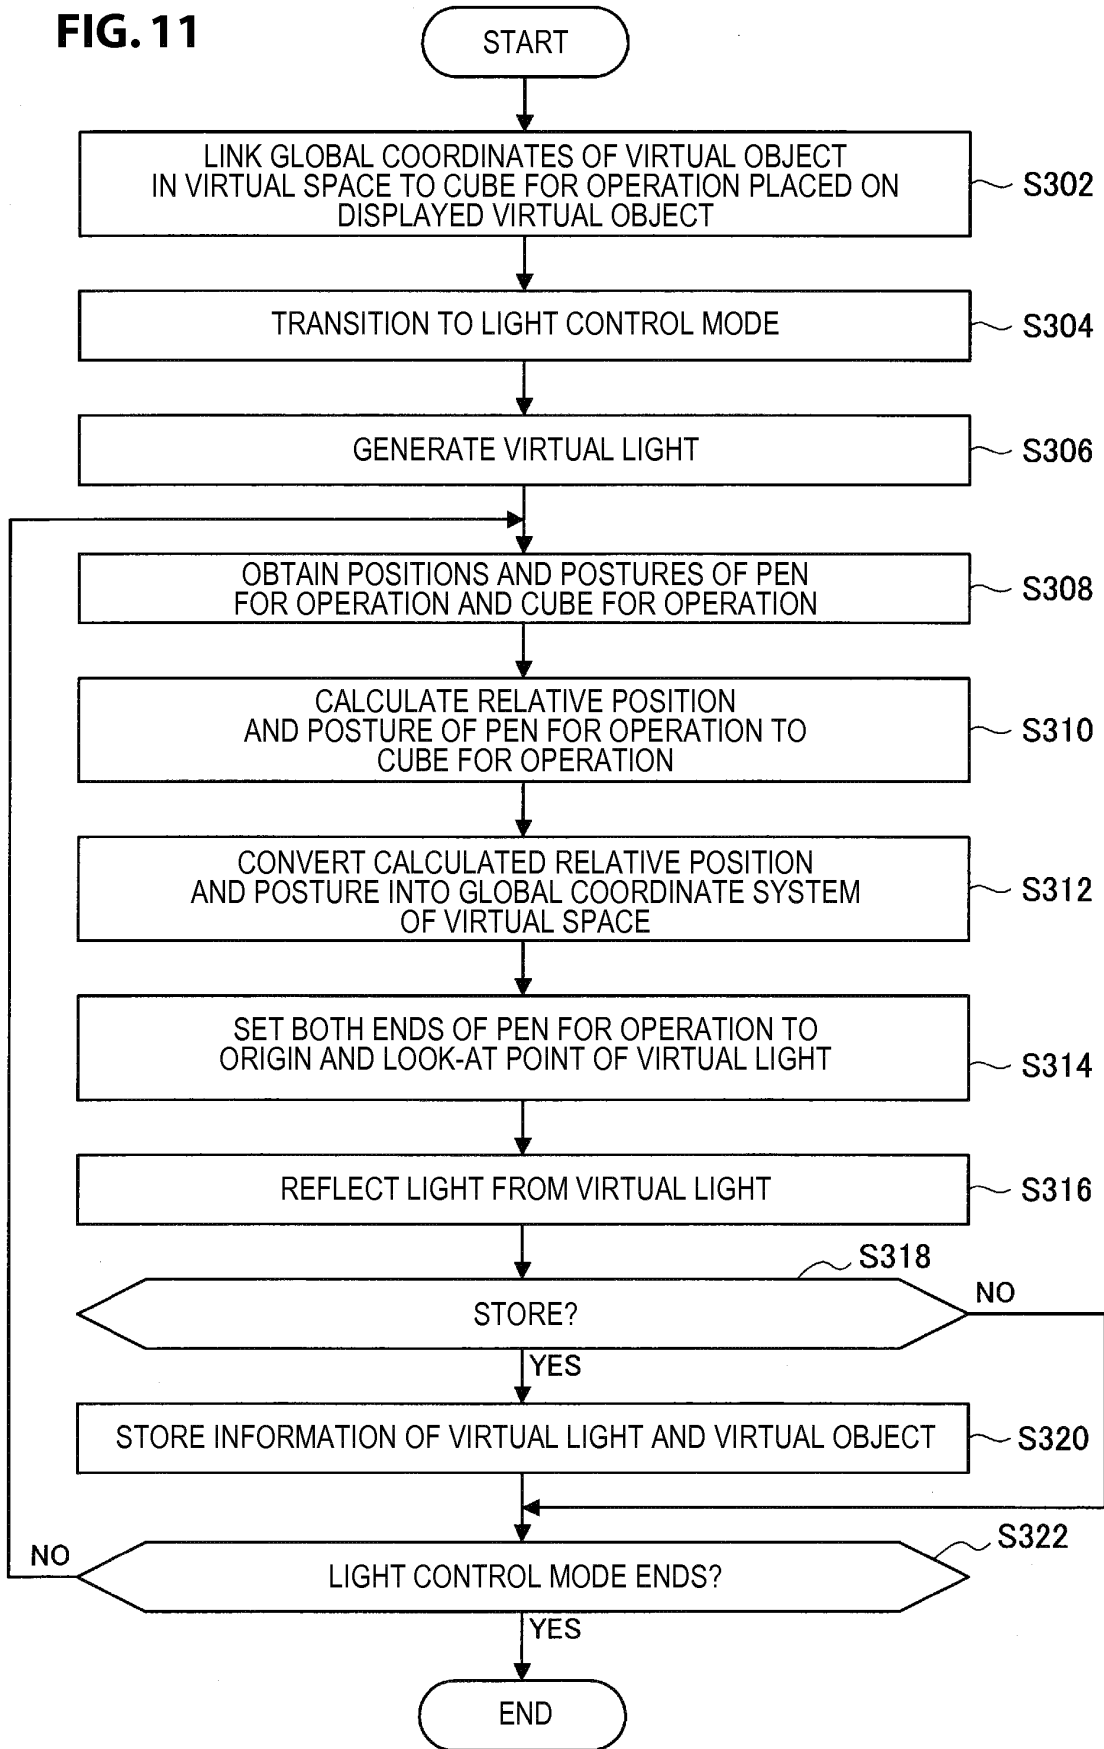 FIG. 11
START
LINK GLOBAL COORDINATES OF VIRTUAL OBJECT
IN VIRTUAL SPACE TO CUBE FOR OPERATION PLACED ON
DISPLAYED VIRTUAL OBJECT
S302
TRANSITION TO LIGHT CONTROL MODE
S304
GENERATE VIRTUAL LIGHT
S306
OBTAIN POSITIONS AND POSTURES OF PEN
FOR OPERATION AND CUBE FOR OPERATION
S308
CALCULATE RELATIVE POSITION
AND POSTURE OF PEN FOR OPERATION TO
CUBE FOR OPERATION
S310
CONVERT CALCULATED RELATIVE POSITION
AND POSTURE INTO GLOBAL COORDINATE SYSTEM
OF VIRTUAL SPACE
S312
SET BOTH ENDS OF PEN FOR OPERATION TO
ORIGIN AND LOOK-AT POINT OF VIRTUAL LIGHT
S314
REFLECT LIGHT FROM VIRTUAL LIGHT
S316
S318
STORE?
NO
YES
STORE INFORMATION OF VIRTUAL LIGHT AND VIRTUAL OBJECT
S320
S322
NO
LIGHT CONTROL MODE ENDS?
YES
END